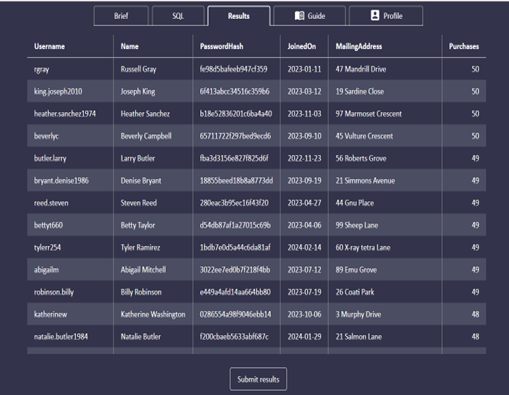 Brief SQL Results Guide Profile
Username Name PasswordHash JoinedOn MailingAddress Purchases
rgray Russell Gray fe98d5bafeeb947cf359 2023-01-11 47 Mandrill Drive 50
king.joseph2010 Joseph King 6f413abcc34516c359b6 2023-03-12 19 Sardine Close 50
heather.sanchez1974 Heather Sanchez b18e52836201c6ba4a40 2023-11-03 97 Marmoset Crescent 50
beverlyc Beverly Campbell 65711722f297bed9ecd6 2023-09-10 45 Vulture Crescent 50
butler.larry Larry Butler fba3d3156e827f825d6f 2022-11-23 56 Roberts Grove 49
bryant.denise1986 Denise Bryant 18855beed18b8a8773dd 2023-09-19 21 Simmons Avenue 49
reed.steven Steven Reed 280eac3b95ec16f43f20 2023-04-27 44 Gnu Place 49
bettyt660 Betty Taylor d54db87af1a27015c69b 2023-04-06 99 Sheep Lane 49
tylerr254 Tyler Ramirez 1bdb7e0d5a44c6da81af 2024-02-14 60 X-ray tetra Lane 49
abigailm Abigail Mitchell 3022ee7ed0b7f218f4bb 2023-07-12 89 Emu Grove 49
robinson.billy Billy Robinson e449a4afd14aa664bb80 2023-07-19 26 Coati Park 49
katherinew Katherine Washington 0286554a98f9046ebb14 2023-10-06 3 Murphy Drive 48
natalie.butler1984 Natalie Butler f200cbaeb5633abf687c 2024-01-29 21 Salmon Lane 48
Submit results